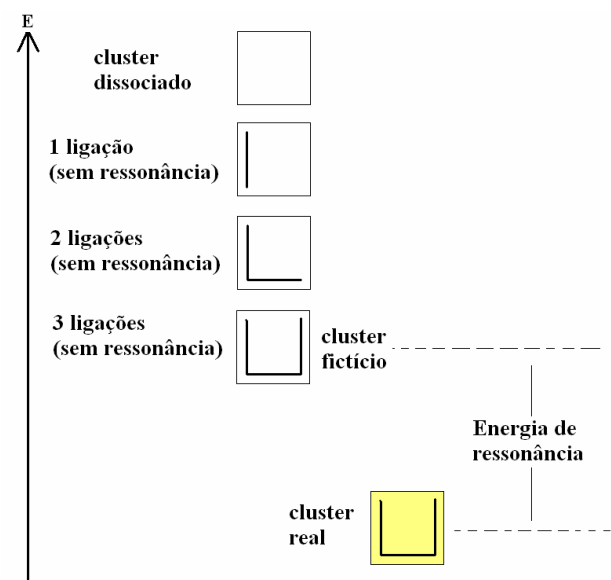 E
cluster
dissociado
1 ligação
(sem ressonância)
2 ligações
(sem ressonância)
3 ligações
(sem ressonância)
cluster
fictício
Energia de
ressonância
cluster
real